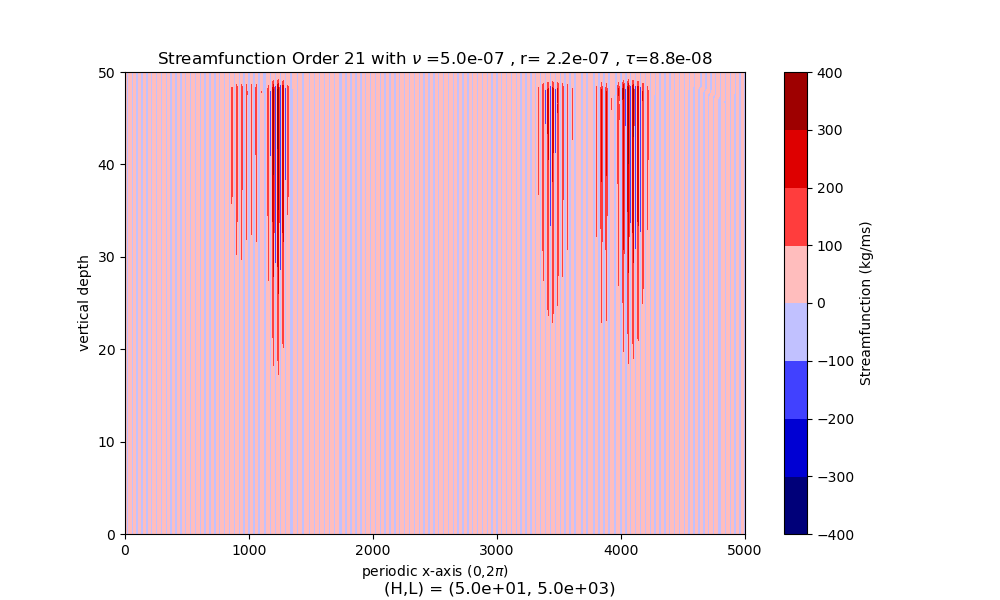 Streamfunction Order 21 with ν =5.0e-07 , r= 2.2e-07 , τ=8.8e-08
50
40
30
20
10
0
vertical depth
0 1000 2000 3000 4000 5000
periodic x-axis (0,2π)
(H,L) = (5.0e+01, 5.0e+03)
400
300
200
100
0
−100
−200
−300
−400
Streamfunction (kg/ms)